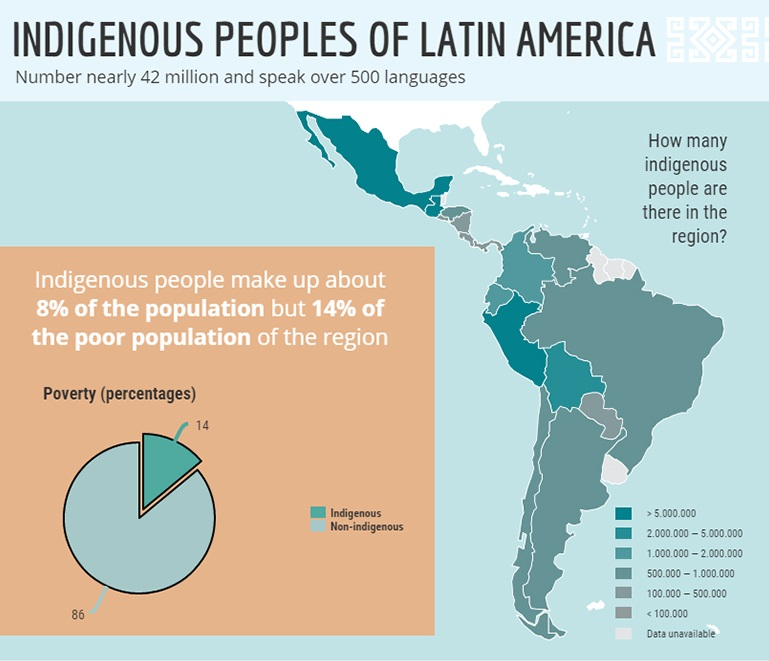 INDIGENOUS PEOPLES OF LATIN AMERICA
Number nearly 42 million and speak over 500 languages
How many
indigenous
people are
there in the
region?
Indigenous people make up about
8% of the population but 14% of
the poor population of the region
Poverty (percentages)
14
86
Indigenous
Non-indigenous
> 5.000.000
2.000.000 – 5.000.000
1.000.000 – 2.000.000
500.000 – 1.000.000
100.000 – 500.000
< 100.000
Data unavailable